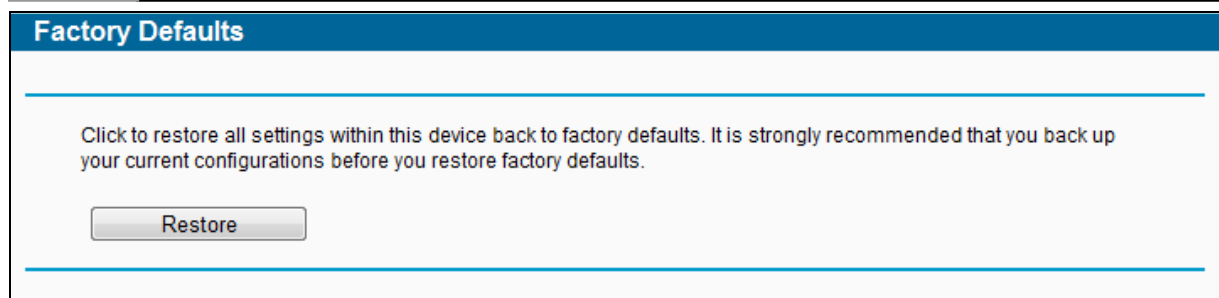 Factory Defaults
Click to restore all settings within this device back to factory defaults. It is strongly recommended that you back up
your current configurations before you restore factory defaults.
Restore